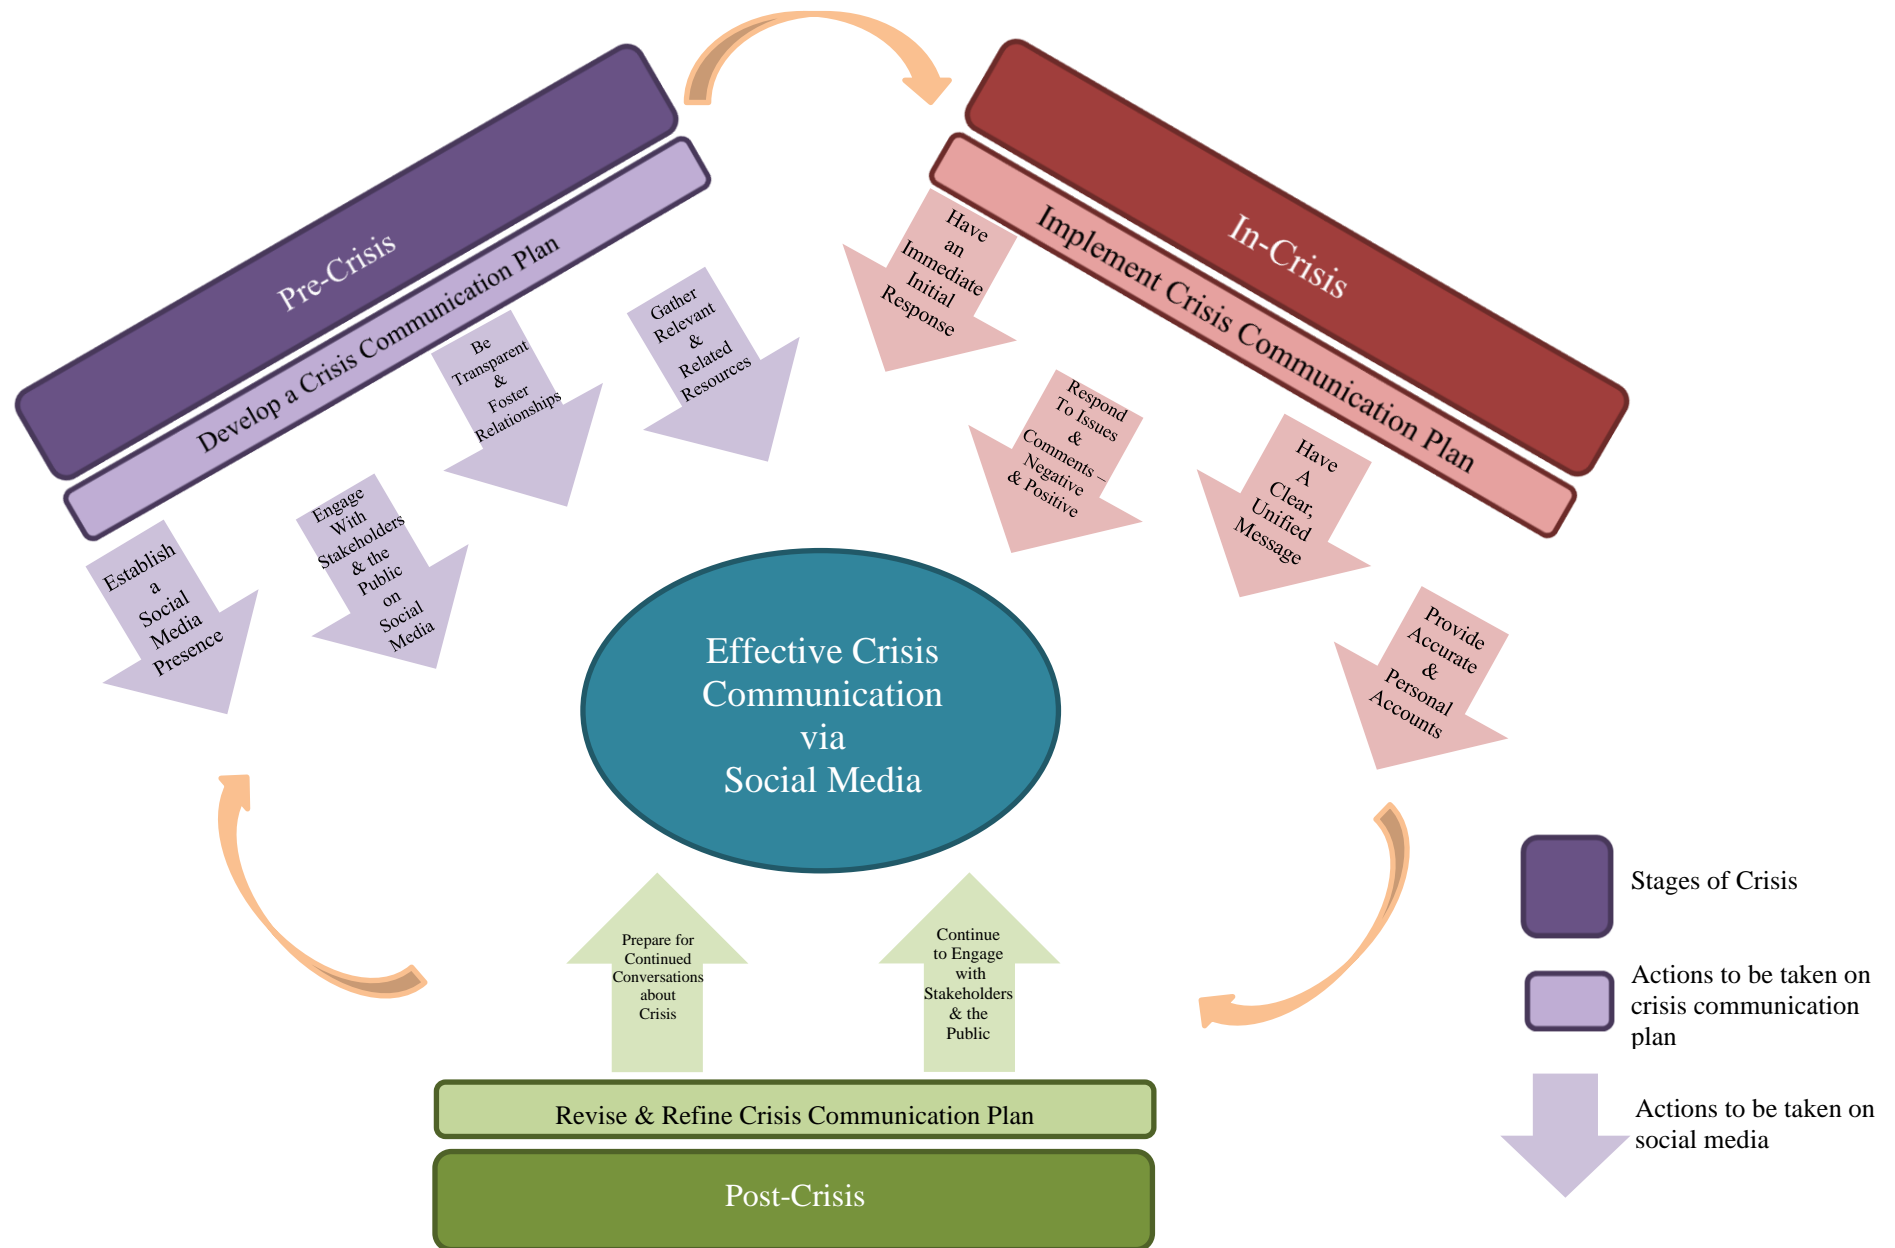 Pre-Crisis
Develop a Crisis Communication Plan
Establish
a
Social
Media
Presence
Engage
With
Stakeholders
& the
Public
on
Social
Media
Be
Transparent
&
Foster
Relationships
Gather
Relevant
&
Related
Resources
In-Crisis
Implement Crisis Communication Plan
Have
an
Immediate
Initial
Response
Respond
To Issues
&
Comments –
Negative
& Positive
Have
A
Clear,
Unified
Message
Provide
Accurate
&
Personal
Accounts
Effective Crisis
Communication
via
Social Media
Prepare for
Continued
Conversations
about
Crisis
Continue
to Engage
with
Stakeholders
& the
Public
Revise & Refine Crisis Communication Plan
Post-Crisis
Stages of Crisis
Actions to be taken on
crisis communication
plan
Actions to be taken on
social media